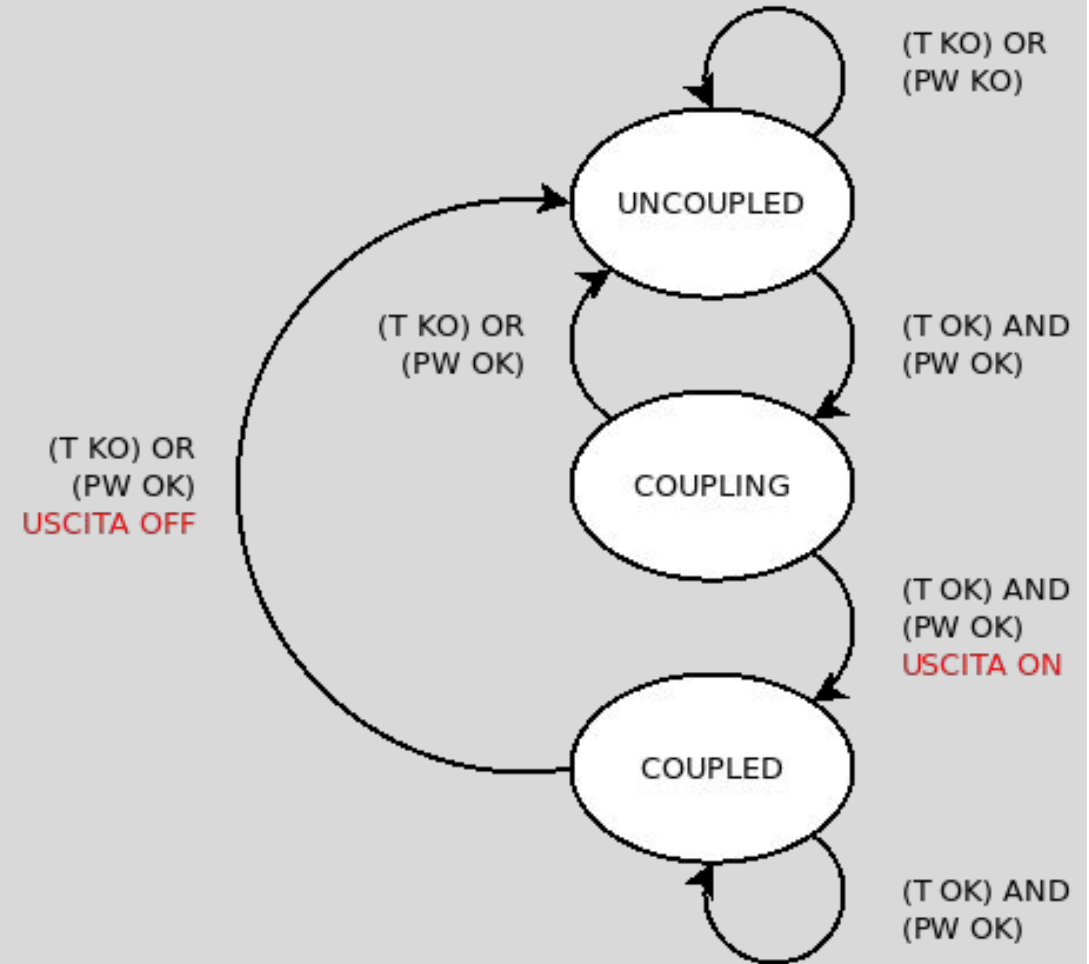 (T KO) OR
(PW KO)
UNCOUPLED
(T KO) OR
(PW OK)
(T OK) AND
(PW OK)
(T KO) OR
(PW OK)
USCITA OFF
COUPLING
(T OK) AND
(PW OK)
USCITA ON
COUPLED
(T OK) AND
(PW OK)